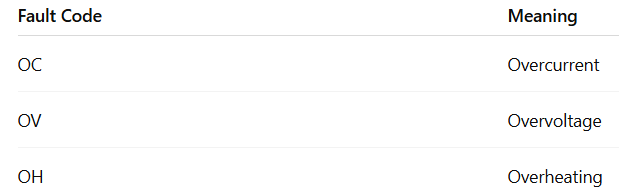 Fault Code Meaning
OC Overcurrent
OV Overvoltage
OH Overheating